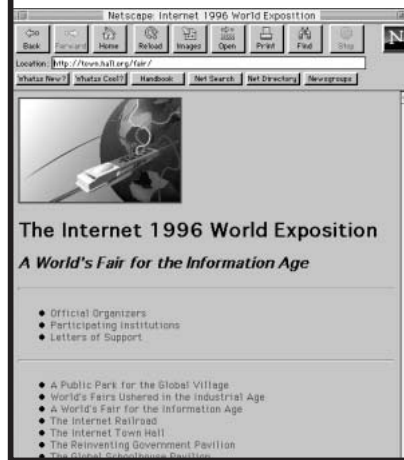 Netscape: Internet 1996 World Exposition
Back Forward Home Reload Images Open Print Find Stop
N
Location: http://town.hall.org/fair/
What's New? What's Cool? Handbook Net Search Net Directory Newsgroups
The Internet 1996 World Exposition
A World's Fair for the Information Age
Official Organizers
Participating Institutions
Letters of Support
A Public Park for the Global Village
World's Fairs Ushered in the Industrial Age
A World's Fair for the Information Age
The Internet Railroad
The Internet Town Hall
The Reinventing Government Pavilion
The Global Schoolhouse Pavilion